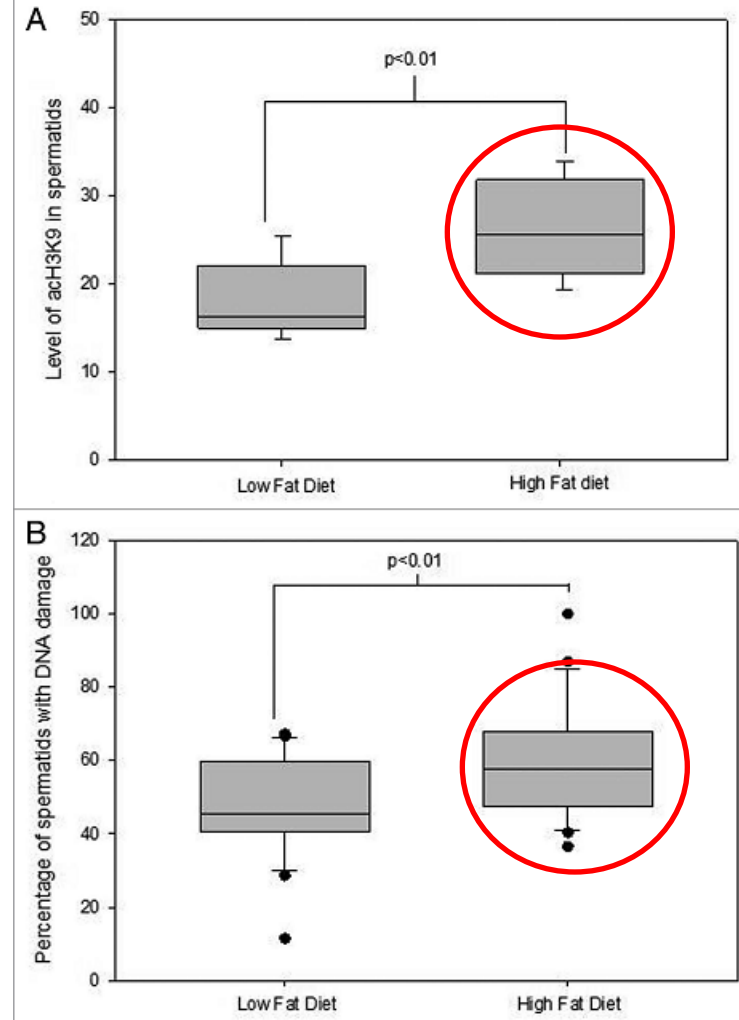 A
50
p<0.01
40
30
20
10
0
Level of acH3K9 in spermatids
Low Fat Diet
High Fat diet
B
120
p<0.01
100
80
60
40
20
0
Percentage of spermatids with DNA damage
Low Fat Diet
High Fat Diet